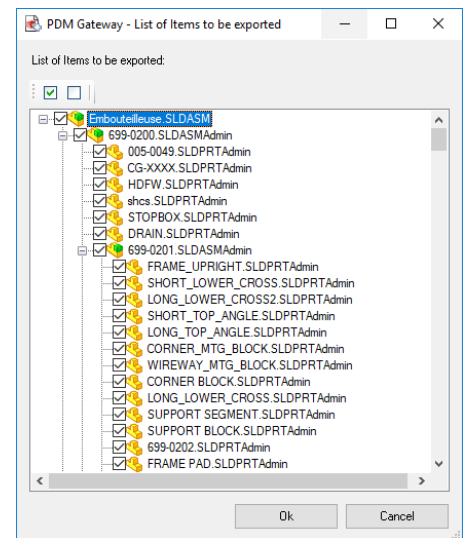 PDM Gateway - List of Items to be exported
List of Items to be exported:
Embouteilleuse.SLDASM
699-0200.SLDASMAdmin
005-0049.SLDPRTAdmin
CG-XXXX.SLDPRTAdmin
HDFW.SLDPRTAdmin
shcs.SLDPRTAdmin
STOPBOX.SLDPRTAdmin
DRAIN.SLDPRTAdmin
699-0201.SLDASMAdmin
FRAME_UPRIGHT.SLDPRTAdmin
SHORT_LOWER_CROSS.SLDPRTAdmin
LONG_LOWER_CROSS2.SLDPRTAdmin
SHORT_TOP_ANGLE.SLDPRTAdmin
LONG_TOP_ANGLE.SLDPRTAdmin
CORNER_MTG_BLOCK.SLDPRTAdmin
WIREWAY_MTG_BLOCK.SLDPRTAdmin
CORNER BLOCK.SLDPRTAdmin
LONG_LOWER_CROSS.SLDPRTAdmin
SUPPORT SEGMENT.SLDPRTAdmin
SUPPORT BLOCK.SLDPRTAdmin
699-0202.SLDPRTAdmin
FRAME PAD.SLDPRTAdmin
Ok Cancel